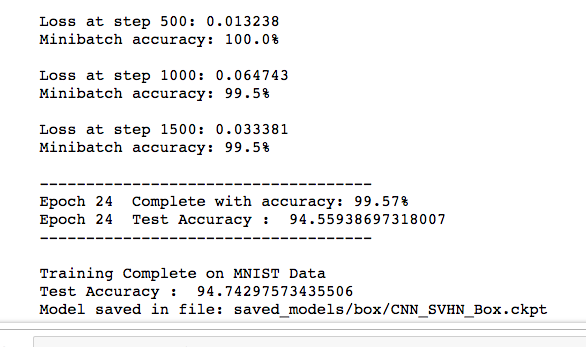 Loss at step 500: 0.013238
Minibatch accuracy: 100.0%
Loss at step 1000: 0.064743
Minibatch accuracy: 99.5%
Loss at step 1500: 0.033381
Minibatch accuracy: 99.5%
------------------------------------
Epoch 24  Complete with accuracy: 99.57%
Epoch 24  Test Accuracy :  94.55938697318007
------------------------------------
Training Complete on MNIST Data
Test Accuracy :  94.74297573435506
Model saved in file: saved_models/box/CNN_SVHN_Box.ckpt